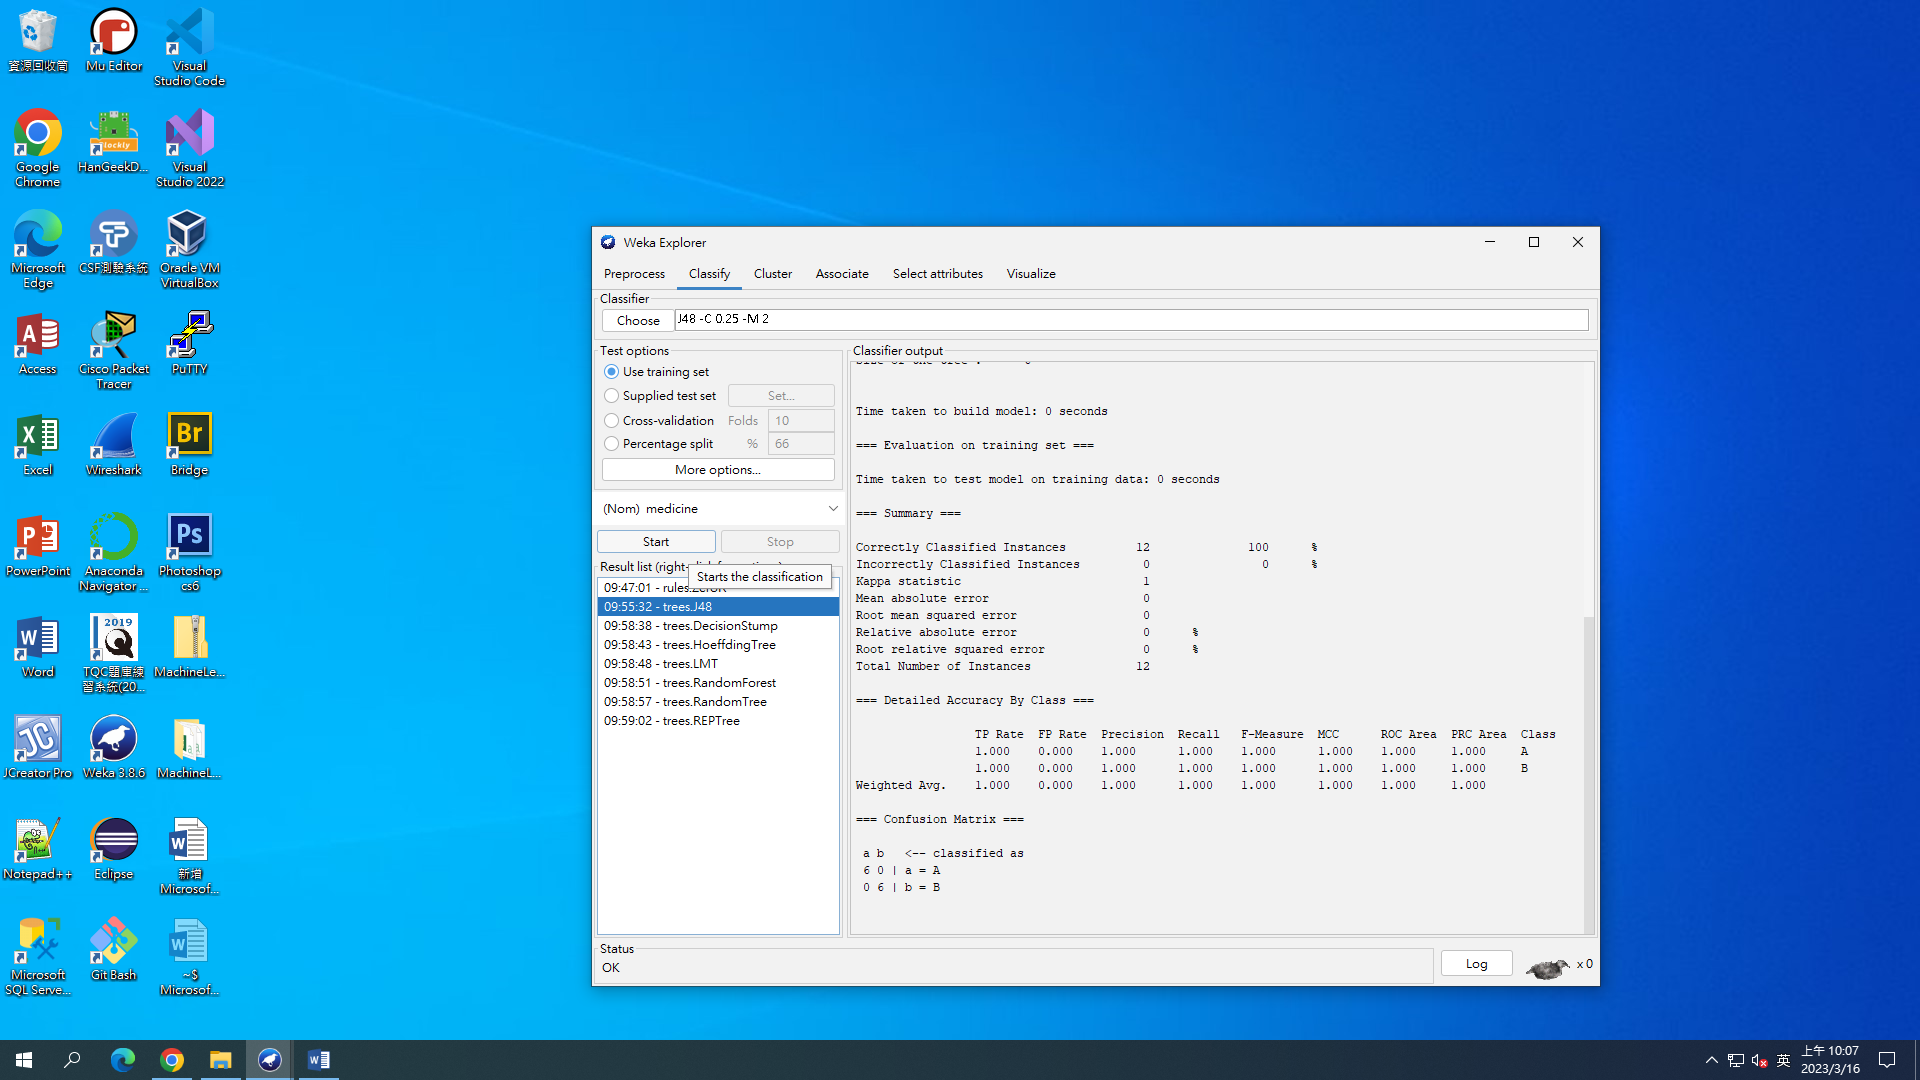 資源回收筒
Mu Editor
Visual Studio Code
Google Chrome
HanGeekD...
Visual Studio 2022
Microsoft Edge
CSF測驗系統
Oracle VM VirtualBox
Access
Cisco Packet Tracer
PuTTY
Excel
Wireshark
Br
Bridge
PowerPoint
Anaconda Navigator ...
Ps
Photoshop cs6
Word
2019
TQC題庫練習系統(20...
MachineLe...
JCreator Pro
Weka 3.8.6
MachineL...
Notepad++
Eclipse
新增 Microsof...
Microsoft SQL Serve...
Git Bash
~$ Microsof...
Weka Explorer
Preprocess Classify Cluster Associate Select attributes Visualize
Classifier
Choose J48 -C 0.25 -M 2
Test options
Use training set
Supplied test set Set...
Cross-validation Folds 10
Percentage split % 66
More options...
(Nom) medicine
Start Stop
Result list (right-
Starts the classification
09:47:01 - rules.ZeroR
09:55:32 - trees.J48
09:58:38 - trees.DecisionStump
09:58:43 - trees.HoeffdingTree
09:58:48 - trees.LMT
09:58:51 - trees.RandomForest
09:58:57 - trees.RandomTree
09:59:02 - trees.REPTree
Classifier output
Time taken to build model: 0 seconds
=== Evaluation on training set ===
Time taken to test model on training data: 0 seconds
=== Summary ===
Correctly Classified Instances 12 100 %
Incorrectly Classified Instances 0 0 %
Kappa statistic 1
Mean absolute error 0
Root mean squared error 0
Relative absolute error 0 %
Root relative squared error 0 %
Total Number of Instances 12
=== Detailed Accuracy By Class ===
TP Rate FP Rate Precision Recall F-Measure MCC ROC Area PRC Area Class
1.000 0.000 1.000 1.000 1.000 1.000 1.000 1.000 A
1.000 0.000 1.000 1.000 1.000 1.000 1.000 1.000 B
Weighted Avg. 1.000 0.000 1.000 1.000 1.000 1.000 1.000 1.000
=== Confusion Matrix ===
a b <-- classified as
6 0 | a = A
0 6 | b = B
Status
OK
Log
x 0
英
上午 10:07
2023/3/16